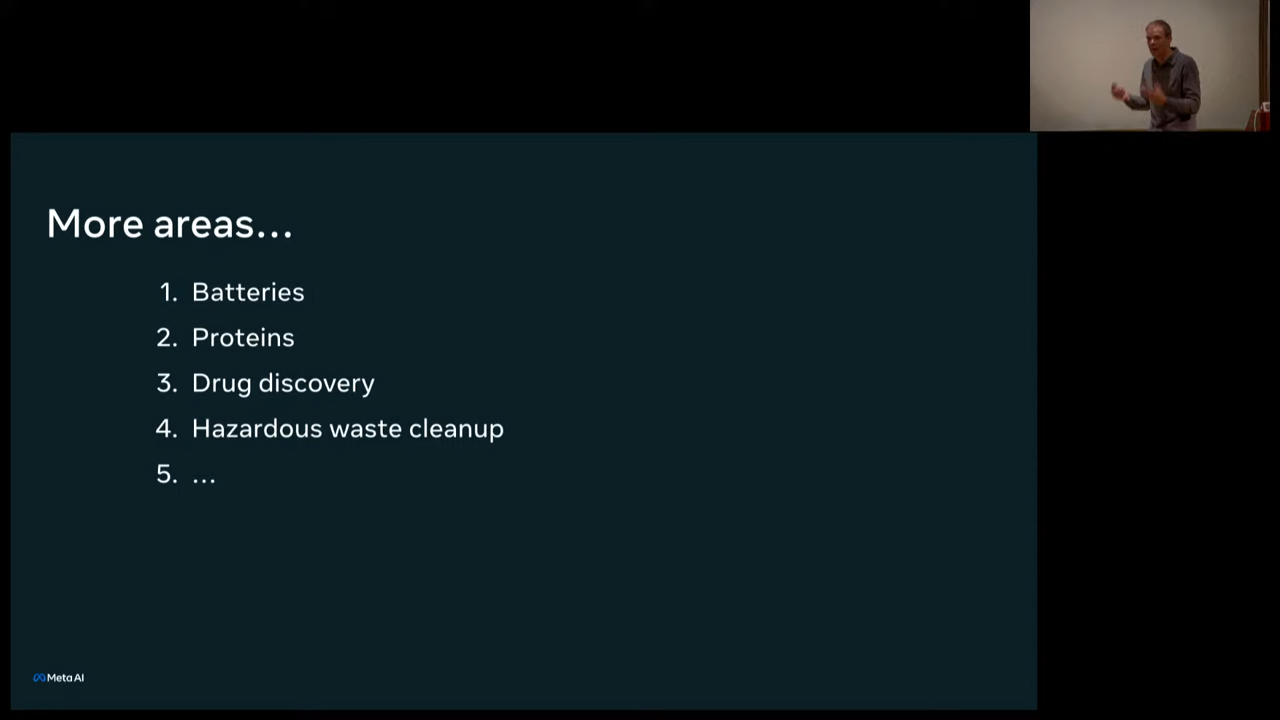 More areas...
1. Batteries
2. Proteins
3. Drug discovery
4. Hazardous waste cleanup
5. ...
Meta AI